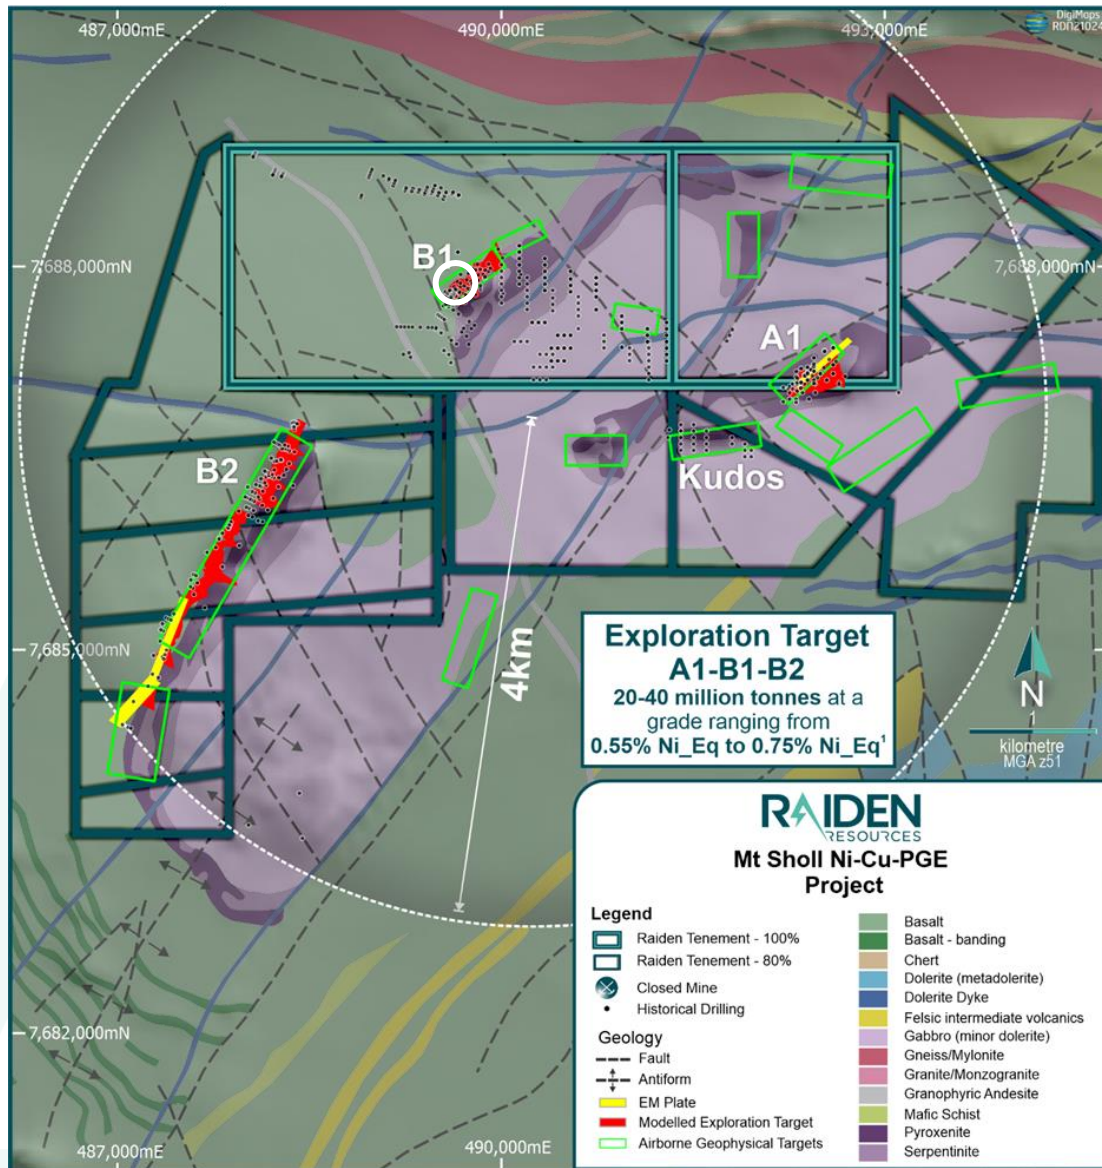 487,000mE
490,000mE
493,000mE
DigiMaps
RDN21024
B1
7,688,000mN
7,688,000mN
A1
B2
Kudos
7,685,000mN
4km
Exploration Target
A1-B1-B2
20-40 million tonnes at a
grade ranging from
0.55% Ni_Eq to 0.75% Ni_Eq¹
N
kilometre
MGA z51
RAIDEN
RESOURCES
Mt Sholl Ni-Cu-PGE
Project
Legend
Raiden Tenement - 100%
Raiden Tenement - 80%
Closed Mine
Historical Drilling
Geology
Fault
Antiform
EM Plate
Modelled Exploration Target
Airborne Geophysical Targets
Basalt
Basalt - banding
Chert
Dolerite (metadolerite)
Dolerite Dyke
Felsic intermediate volcanics
Gabbro (minor dolerite)
Gneiss/Mylonite
Granite/Monzogranite
Granophyric Andesite
Mafic Schist
Pyroxenite
Serpentinite
7,682,000mN
487,000mE
490,000mE